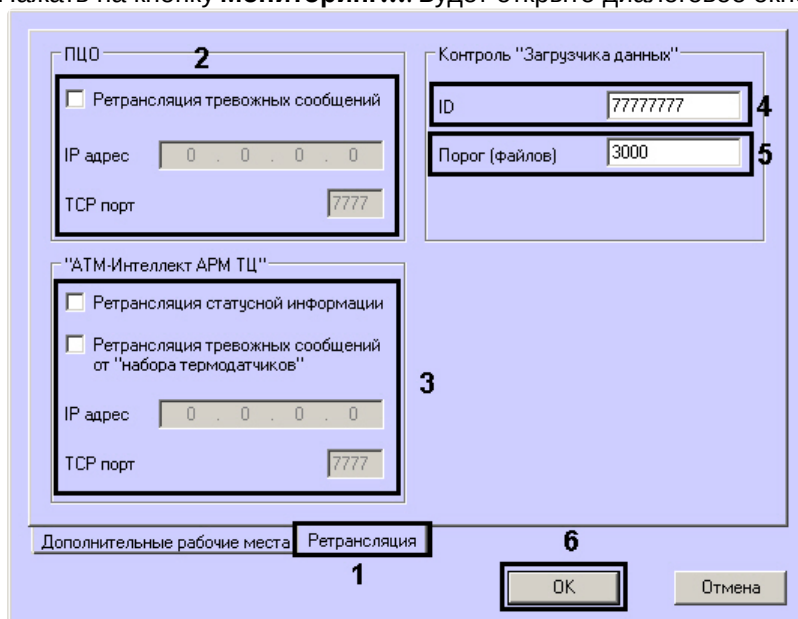 Нажать на кнопку Мониторинг.... Будет открыто диалоговое окно
ПЦО
2
Ретрансляция тревожных сообщений
IP адрес 0 . 0 . 0 . 0
TCP порт 7777
Контроль "Загрузчика данных"
ID 77777777 4
Порог (файлов) 3000 5
"АТМ-Интеллект АРМ ТЦ"
Ретрансляция статусной информации
Ретрансляция тревожных сообщений
от "набора термодатчиков"
3
IP адрес 0 . 0 . 0 . 0
TCP порт 7777
Дополнительные рабочие места Ретрансляция
1
6
OK Отмена